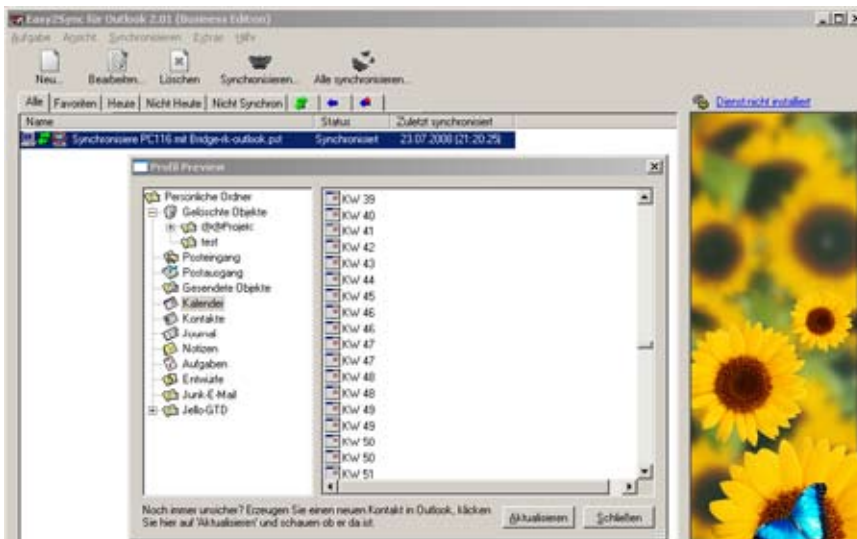 Easy2Sync für Outlook 2.01 (Business Edition)
Aufgabe Ansicht Synchronisieren Extras Hilfe
Neu... Bearbeiten... Löschen Synchronisieren... Alle synchronisieren...
Alle Favoriten Heute Nicht Heute Nicht Synchron
Dienst nicht installiert
Name Status Zuletzt synchronisiert
Synchronisiere PC116 mit Bridge-rk-outlook.pst Synchronisiert 23.07.2008 (21:20:25)
Profil Preview
Persönliche Ordner
Gelöschte Objekte
@r@Projekt
test
Posteingang
Postausgang
Gesendete Objekte
Kalender
Kontakte
Journal
Notizen
Aufgaben
Entwürfe
Junk-E-Mail
Jello-GTD
KW 39
KW 40
KW 41
KW 42
KW 43
KW 44
KW 45
KW 46
KW 46
KW 47
KW 47
KW 48
KW 48
KW 49
KW 49
KW 50
KW 50
KW 51
Noch immer unsicher? Erzeugen Sie einen neuen Kontakt in Outlook, klicken
Sie hier auf 'Aktualisieren' und schauen ob er da ist.
Aktualisieren Schließen